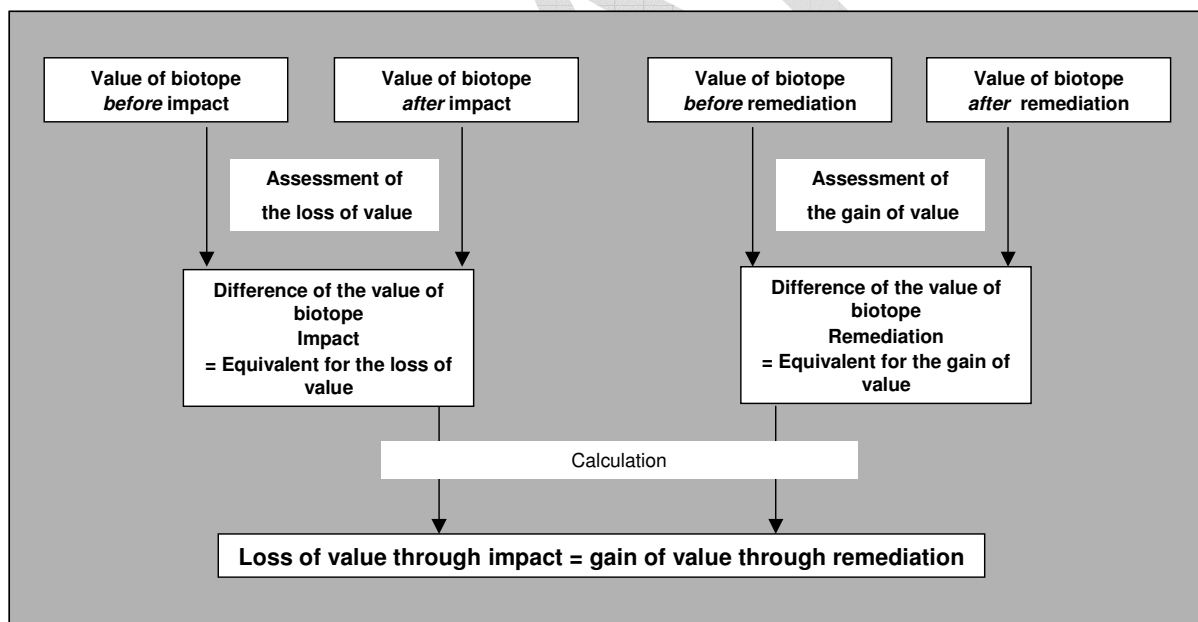 Value of biotope
before impact
Value of biotope
after impact
Value of biotope
before remediation
Value of biotope
after remediation
Assessment of
the loss of value
Assessment of
the gain of value
Difference of the value of
biotope
Impact
= Equivalent for the loss of
value
Difference of the value of
biotope
Remediation
= Equivalent for the gain of
value
Calculation
Loss of value through impact = gain of value through remediation